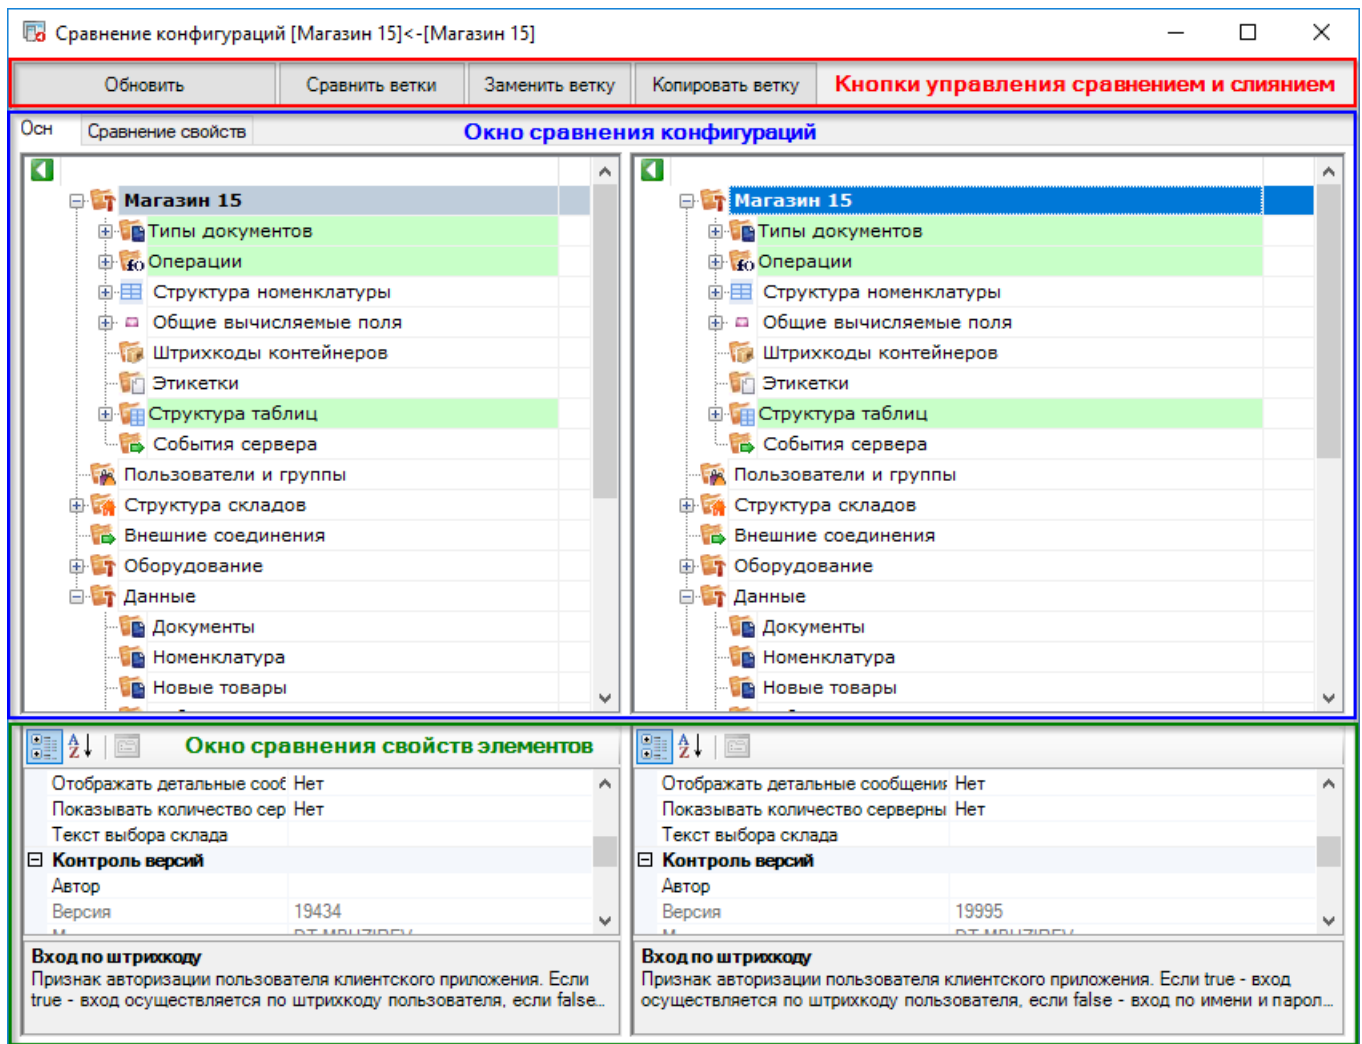 Сравнение конфигураций [Магазин 15]<-[Магазин 15]
Обновить Сравнить ветки Заменить ветку Копировать ветку Кнопки управления сравнением и слиянием
Осн Сравнение свойств Окно сравнения конфигураций
Магазин 15 Магазин 15
Типы документов Типы документов
Операции Операции
Структура номенклатуры Структура номенклатуры
Общие вычисляемые поля Общие вычисляемые поля
Штрихкоды контейнеров Штрихкоды контейнеров
Этикетки Этикетки
Структура таблиц Структура таблиц
События сервера События сервера
Пользователи и группы Пользователи и группы
Структура складов Структура складов
Внешние соединения Внешние соединения
Оборудование Оборудование
Данные Данные
Документы Документы
Номенклатура Номенклатура
Новые товары Новые товары
Окно сравнения свойств элементов
Отображать детальные сооб Нет Отображать детальные сообщения Нет
Показывать количество сер Нет Показывать количество серверны Нет
Текст выбора склада Текст выбора склада
Контроль версий Контроль версий
Автор Автор
Версия 19434 Версия 19995
Вход по штрихкоду Вход по штрихкоду
Признак авторизации пользователя клиентского приложения. Если Признак авторизации пользователя клиентского приложения. Если true - вход
true - вход осуществляется по штрихкоду пользователя, если false... осуществляется по штрихкоду пользователя, если false - вход по имени и парол...